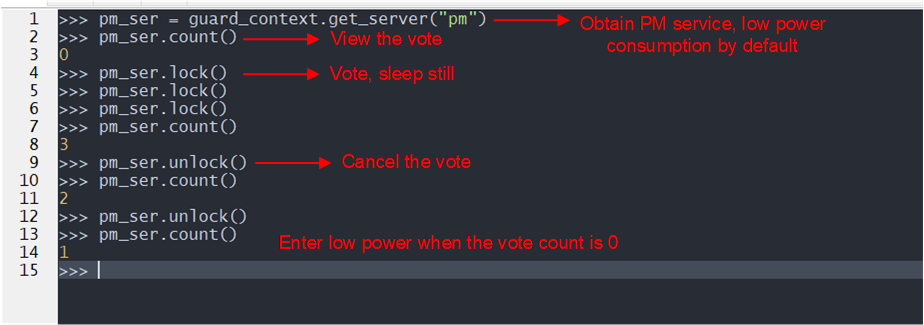 1 >>> pm_ser = guard_context.get_server("pm") Obtain PM service, low power
consumption by default
2 >>> pm_ser.count() View the vote
3 0
4 >>> pm_ser.lock() Vote, sleep still
5 >>> pm_ser.lock()
6 >>> pm_ser.lock()
7 >>> pm_ser.count()
8 3
9 >>> pm_ser.unlock() Cancel the vote
10 >>> pm_ser.count()
11 2
12 >>> pm_ser.unlock()
13 >>> pm_ser.count() Enter low power when the vote count is 0
14 1
15 >>>